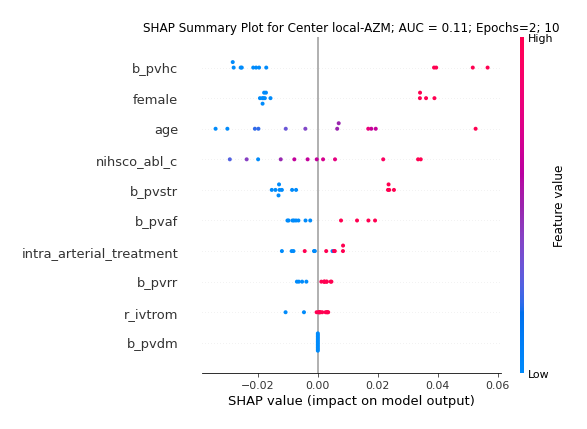 SHAP Summary Plot for Center local-AZM; AUC = 0.11; Epochs=2; 10
High
b_pvhc
female
age
nihsco_abl_c
b_pvstr
b_pvaf
intra_arterial_treatment
b_pvrr
r_ivtrom
b_pvdm
Feature value
Low
−0.02 0.00 0.02 0.04 0.06
SHAP value (impact on model output)